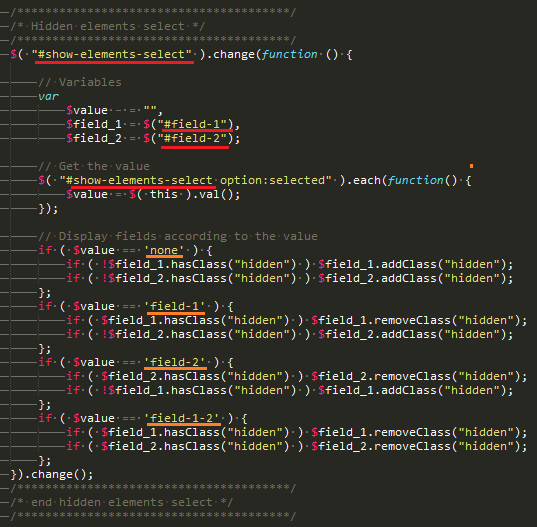 /***************************************/
/* Hidden elements select */
/***************************************/
$( "#show-elements-select" ).change(function () {
// Variables
var
$value = "",
$field_1 = $("#field-1"),
$field_2 = $("#field-2");
// Get the value
$( "#show-elements-select option:selected" ).each(function() {
$value = $( this ).val();
});
// Display fields according to the value
if ( $value == 'none' ) {
if ( !$field_1.hasClass("hidden") ) $field_1.addClass("hidden");
if ( !$field_2.hasClass("hidden") ) $field_2.addClass("hidden");
};
if ( $value == 'field-1' ) {
if ( $field_1.hasClass("hidden") ) $field_1.removeClass("hidden");
if ( !$field_2.hasClass("hidden") ) $field_2.addClass("hidden");
};
if ( $value == 'field-2' ) {
if ( $field_2.hasClass("hidden") ) $field_2.removeClass("hidden");
if ( !$field_1.hasClass("hidden") ) $field_1.addClass("hidden");
};
if ( $value == 'field-1-2' ) {
if ( $field_1.hasClass("hidden") ) $field_1.removeClass("hidden");
if ( $field_2.hasClass("hidden") ) $field_2.removeClass("hidden");
};
}).change();
/***************************************/
/* end hidden elements select */
/***************************************/